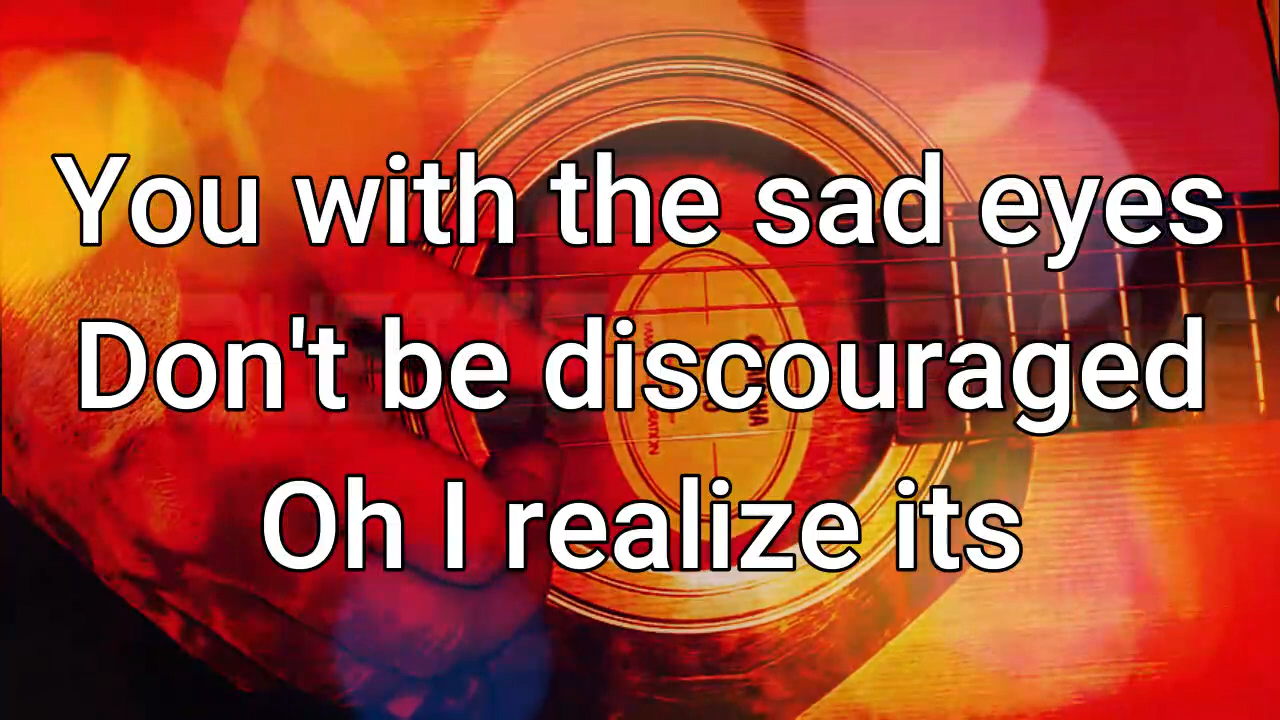 You with the sad eyes
Don't be discouraged
Oh I realize its